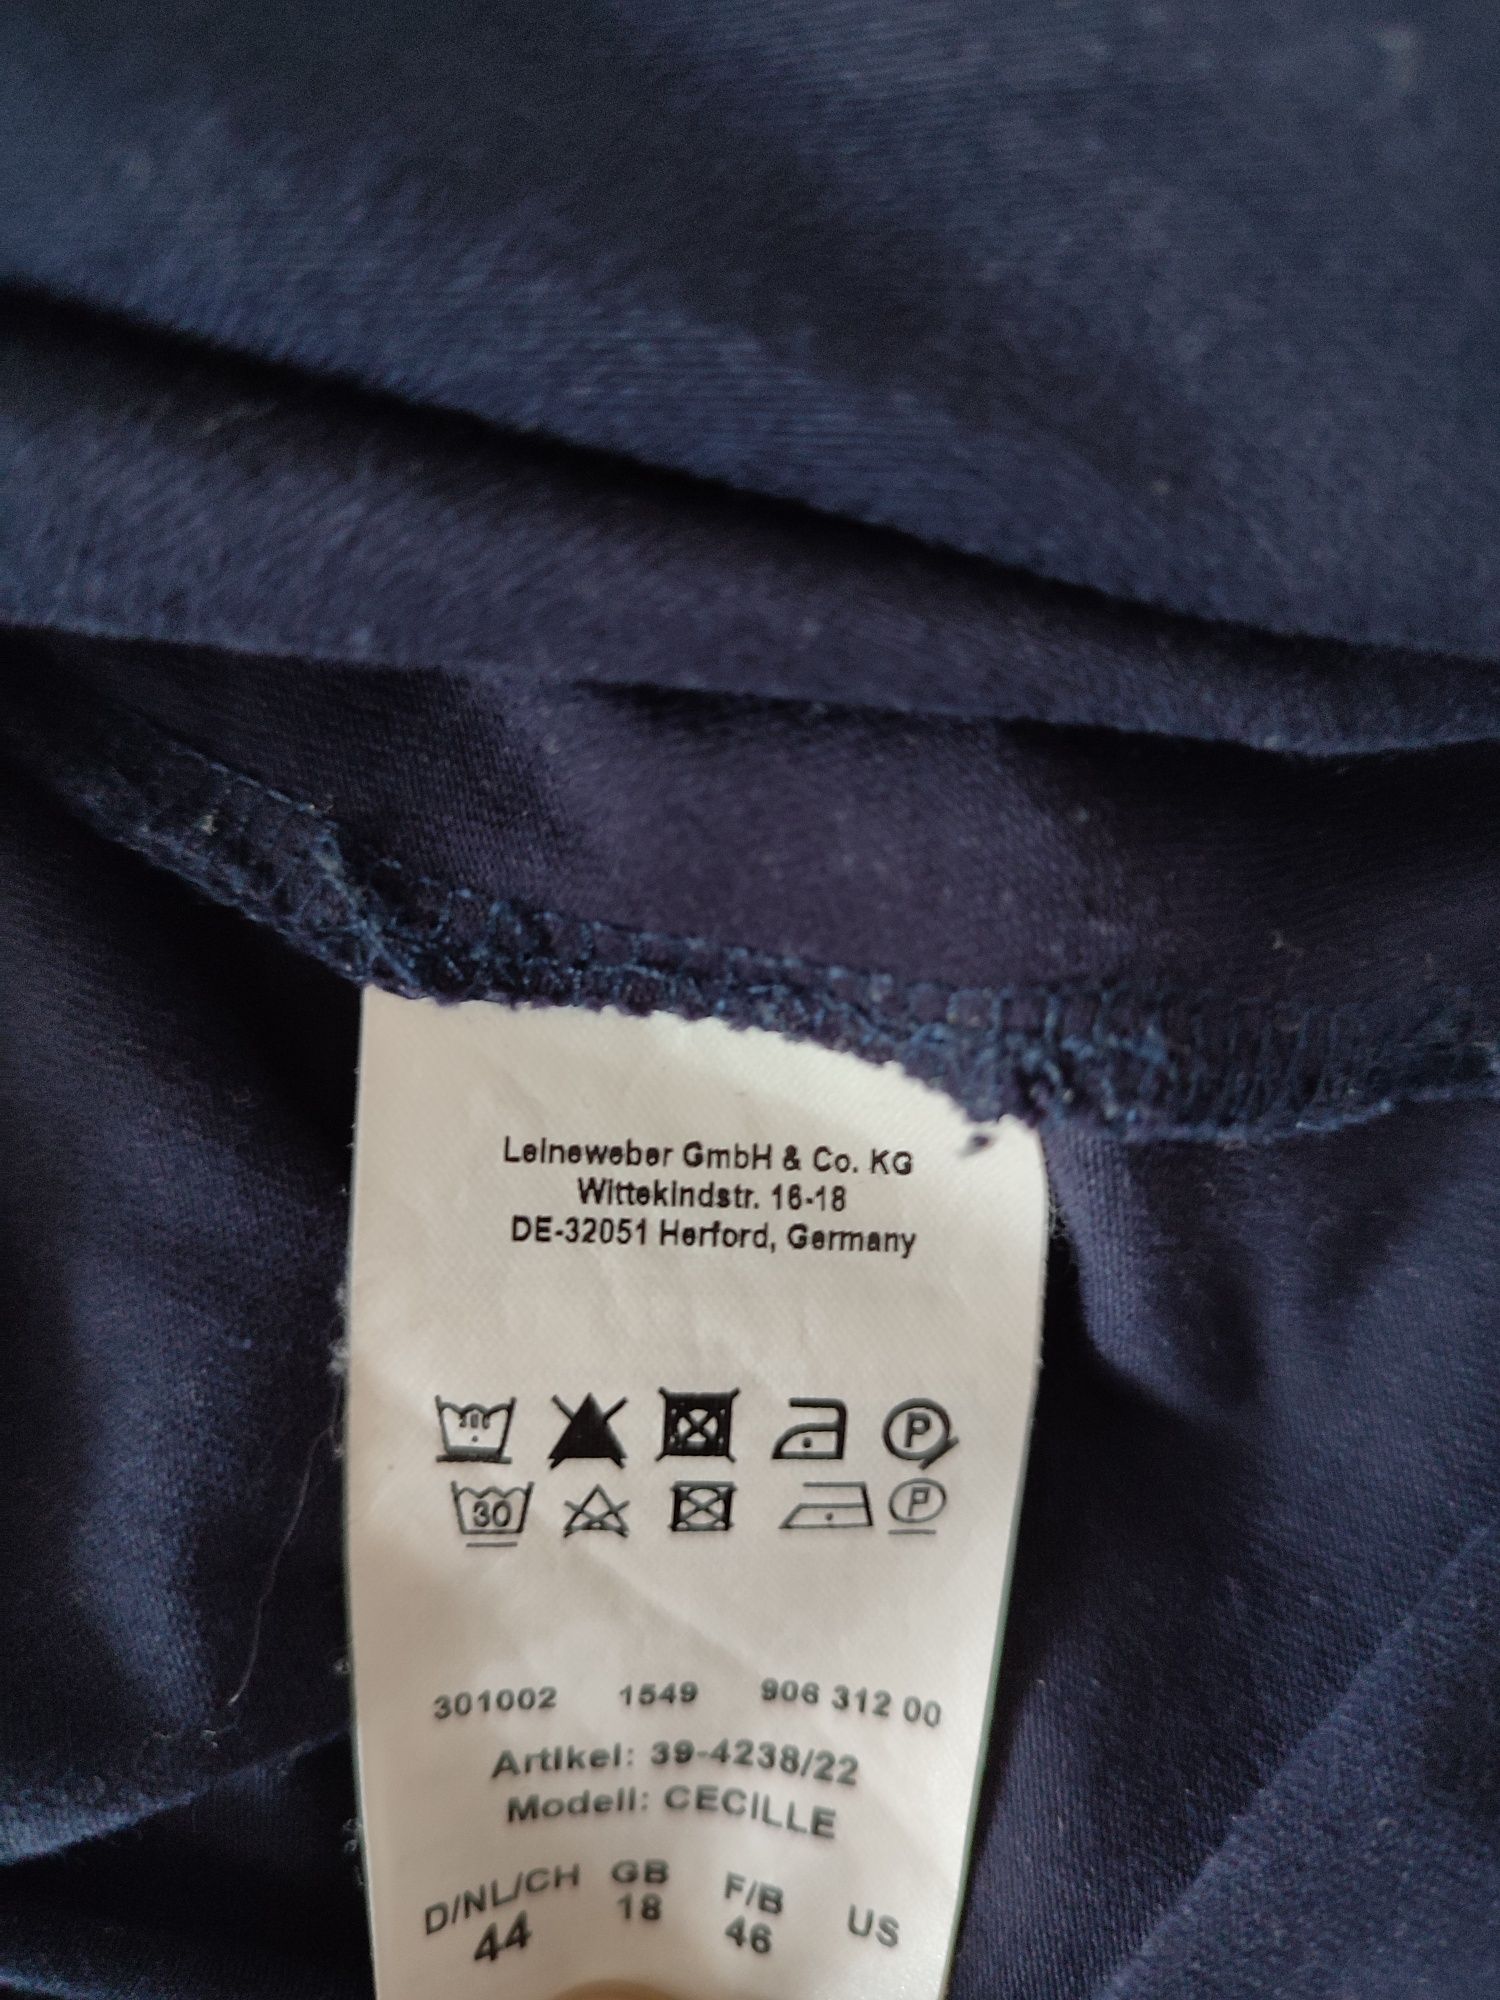 Leineweber GmbH & Co. KG
Wittekindstr. 16-18
DE-32051 Herford, Germany
P
30 P
301002 1549 906 312 00
Artikel: 39-4238/22
Modell: CECILLE
D/NL/CH GB F/B US
44 18 46